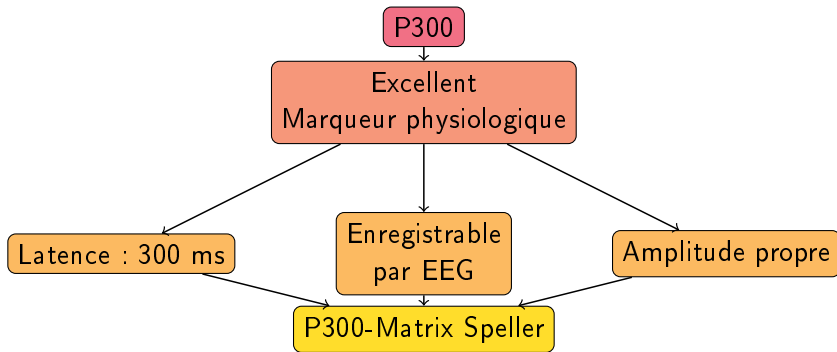 P300
Excellent
Marqueur physiologique
Latence : 300 ms
Enregistrable
par EEG
Amplitude propre
P300-Matrix Speller